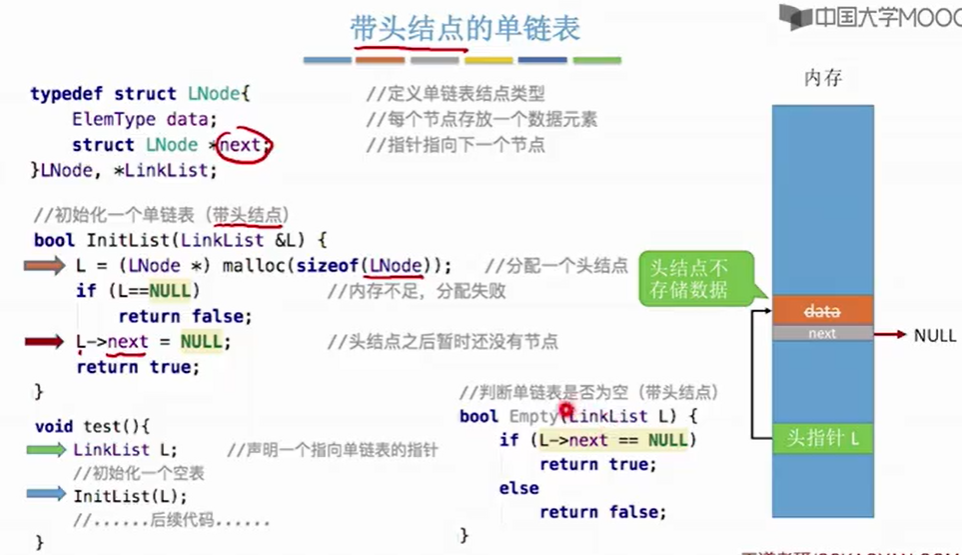 带头结点的单链表
中国大学MOOC
typedef struct LNode{ //定义单链表结点类型
ElemType data; //每个节点存放一个数据元素
struct LNode *next; //指针指向下一个节点
}LNode, *LinkList;
//初始化一个单链表（带头结点）
bool InitList(LinkList &L) {
L = (LNode *) malloc(sizeof(LNode)); //分配一个头结点
if (L==NULL) //内存不足，分配失败
return false;
L->next = NULL; //头结点之后暂时还没有节点
return true;
}
void test(){
LinkList L; //声明一个指向单链表的指针
//初始化一个空表
InitList(L);
//......后续代码......
}
//判断单链表是否为空（带头结点）
bool Empty(LinkList L) {
if (L->next == NULL)
return true;
else
return false;
}
内存
头结点不
存储数据
data
next
NULL
头指针 L